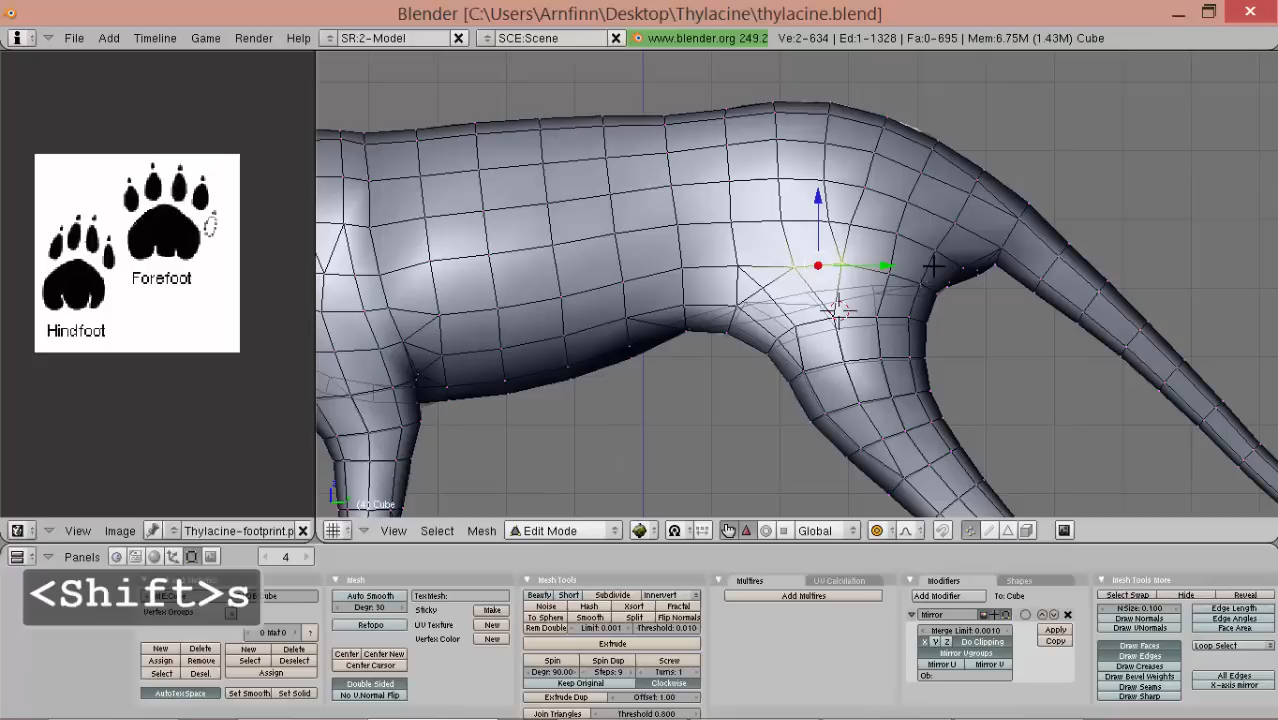 Blender [C:\Users\Arnfinn\Desktop\Thylacine\thylacine.blend]
File Add Timeline Game Render Help SR:2-Model SCE:Scene www.blender.org 249.2 Ve:2-634 | Ed:1-1328 | Fa:0-695 | Mem:6.75M (1.43M) Cube
Forefoot
Hindfoot
(4) Cube
View Image Thylacine-footprint.p
View Select Mesh Edit Mode Global
Panels 4
<Shift>s
Vertex Groups
0 Mat 0 ?
New Delete New Delete
Assign Remove Select Deselect
Select Desel. Assign
AutoTexSpace Set Smooth Set Solid
Mesh
Auto Smooth
Degr: 30
Retopo
Center Center New
Center Cursor
Double Sided
No V.Normal Flip
TexMesh:
Sticky Make
UV Texture New
Vertex Color New
Mesh Tools
Beauty Short Subdivide Innervert
Noise Hash Xsort Fractal
To Sphere Smooth Split Flip Normals
Rem Double Limit: 0.001 Threshold: 0.010
Extrude
Spin Spin Dup Screw
Degr: 90.00 Steps: 9 Turns: 1
Keep Original Clockwise
Extrude Dup Offset: 1.00
Join Triangles Threshold 0.800
Multires UV Calculation
Add Multires
Modifiers Shapes
Add Modifier To: Cube
Mirror
Merge Limit: 0.0010
X Y Z Do Clipping
Mirror Vgroups
Mirror U Mirror V
Ob:
Apply
Copy
Mesh Tools More
Select Swap Hide Reveal
NSize: 0.100
Draw Normals
Draw VNormals
Draw Faces
Draw Edges
Draw Creases
Draw Bevel Weights
Draw Seams
Draw Sharp
Edge Length
Edge Angles
Face Area
Loop Select
All Edges
X-axis mirror